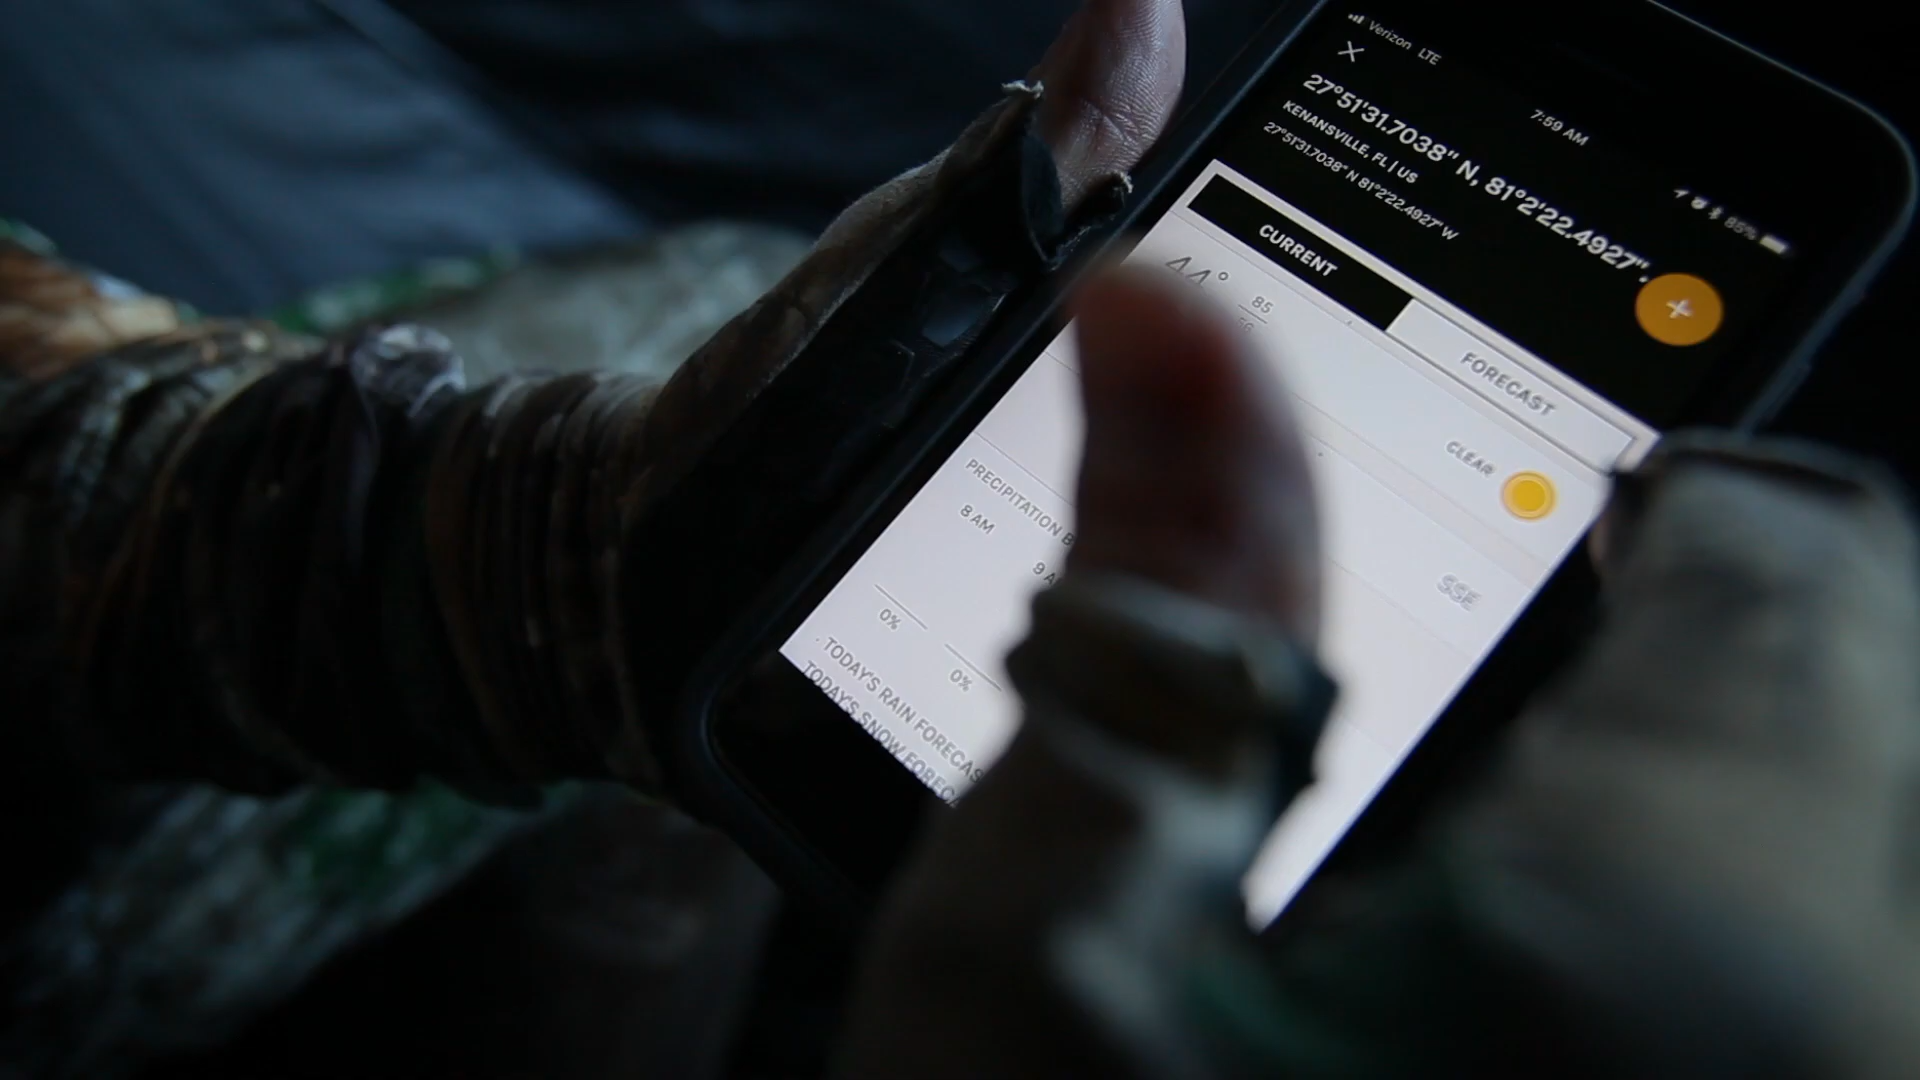 Verizon LTE
7:59 AM
85%
27°51'31.7038" N, 81°2'22.4927"
KENANSVILLE, FL | US
27°51'31.7038" N 81°2'22.4927" W
CURRENT
FORECAST
44°
85
CLEAR
SSE
PRECIPITATION
8 AM
9
0%
0%
TODAY'S RAIN
TODAY'S SNOW